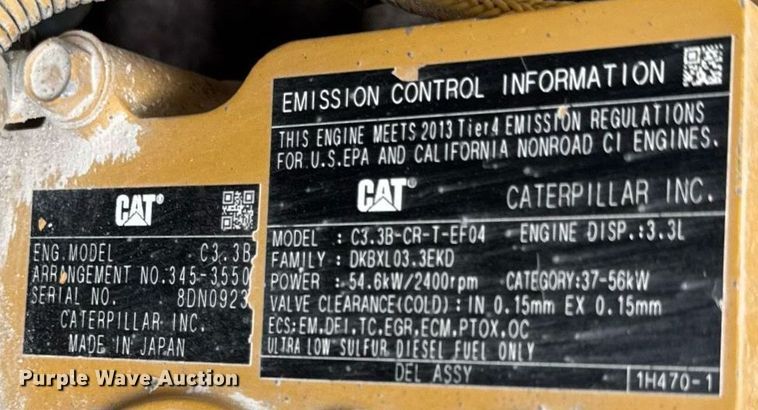 EMISSION CONTROL INFORMATION
THIS ENGINE MEETS 2013 Tier4 EMISSION REGULATIONS
FOR U.S.EPA AND CALIFORNIA NONROAD CI ENGINES.
CAT® CATERPILLAR INC.
MODEL : C3.3B-CR-T-EF04 ENGINE DISP.:3.3L
FAMILY : DKBXL03.3EKD
POWER : 54.6kW/2400rpm CATEGORY:37-56kW
VALVE CLEARANCE(COLD) : IN 0.15mm EX 0.15mm
ECS:EM,DFI,TC,EGR,ECM,PTOX,OC
ULTRA LOW SULFUR DIESEL FUEL ONLY
DEL ASSY 1H470-1
CAT®
ENG.MODEL C3.3B
ARRANGEMENT NO.345-3550
SERIAL NO. 8DN0923
CATERPILLAR INC.
MADE IN JAPAN
Purple Wave Auction